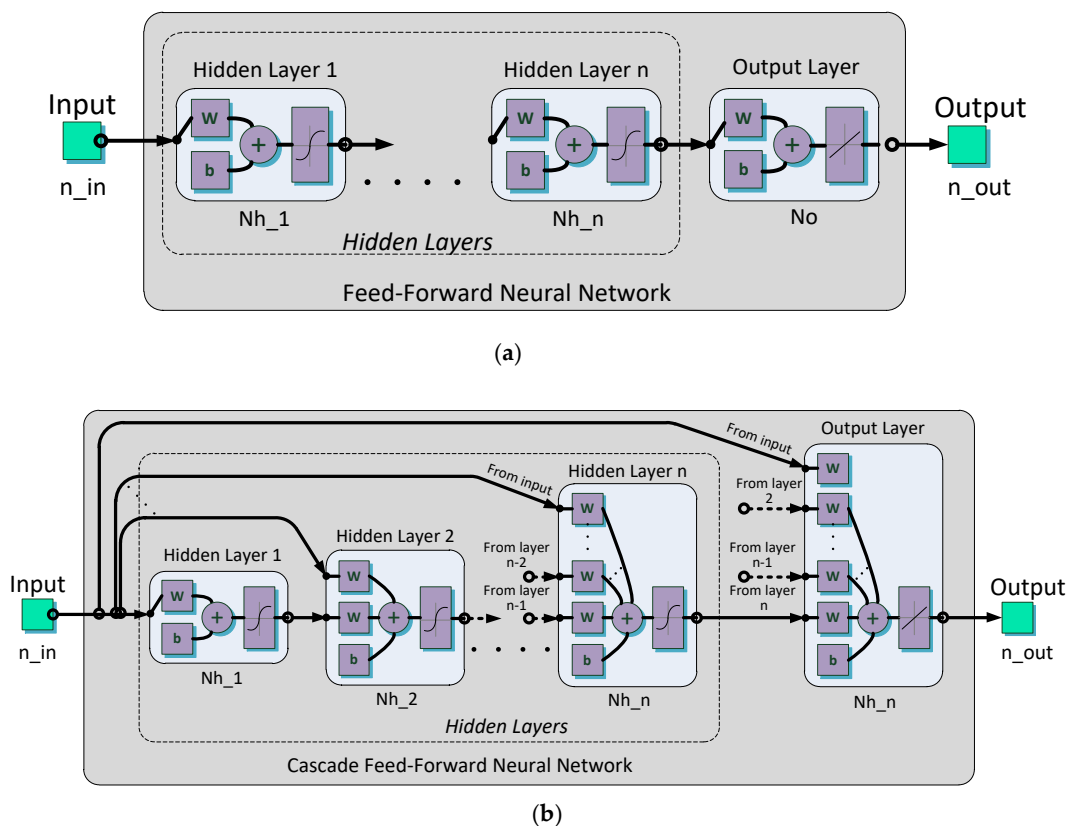 Hidden Layer 1
Hidden Layer n
Output Layer
Input
Output
W
b
+
W
b
+
W
b
+
. . . .
n_in
n_out
Nh_1
Nh_n
No
Hidden Layers
Feed-Forward Neural Network
(a)
Output Layer
From input
From input
Hidden Layer n
From layer
2
Hidden Layer 2
Hidden Layer 1
From layer
n-2
From layer
n-1
From layer
n-1
From layer
n
Input
Output
W
b
+
W
W
b
+
W
W
W
b
+
W
W
W
W
b
+
. . . . .
n_in
n_out
Nh_1
Nh_2
Nh_n
Nh_n
Hidden Layers
Cascade Feed-Forward Neural Network
(b)